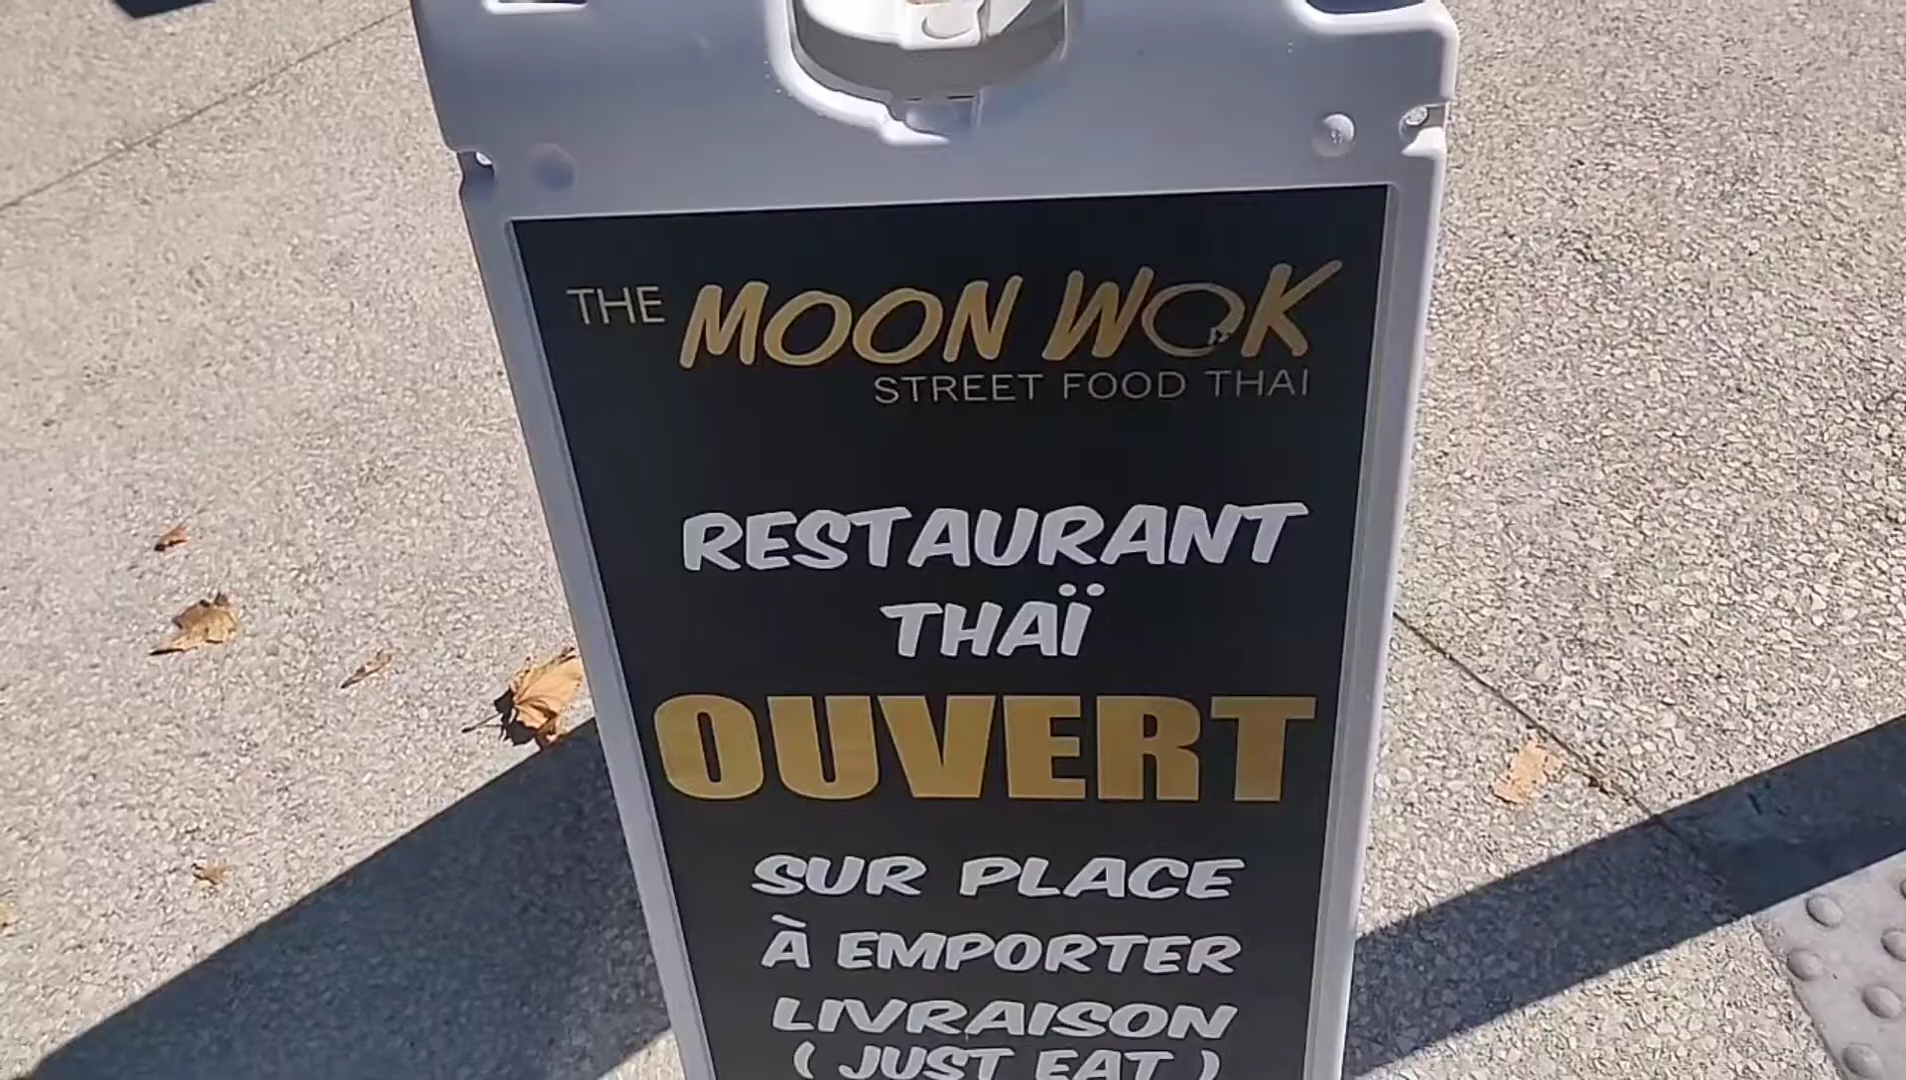 THE MOON WOK
STREET FOOD THAI
RESTAURANT
THAÏ
OUVERT
SUR PLACE
À EMPORTER
LIVRAISON
( JUST EAT )